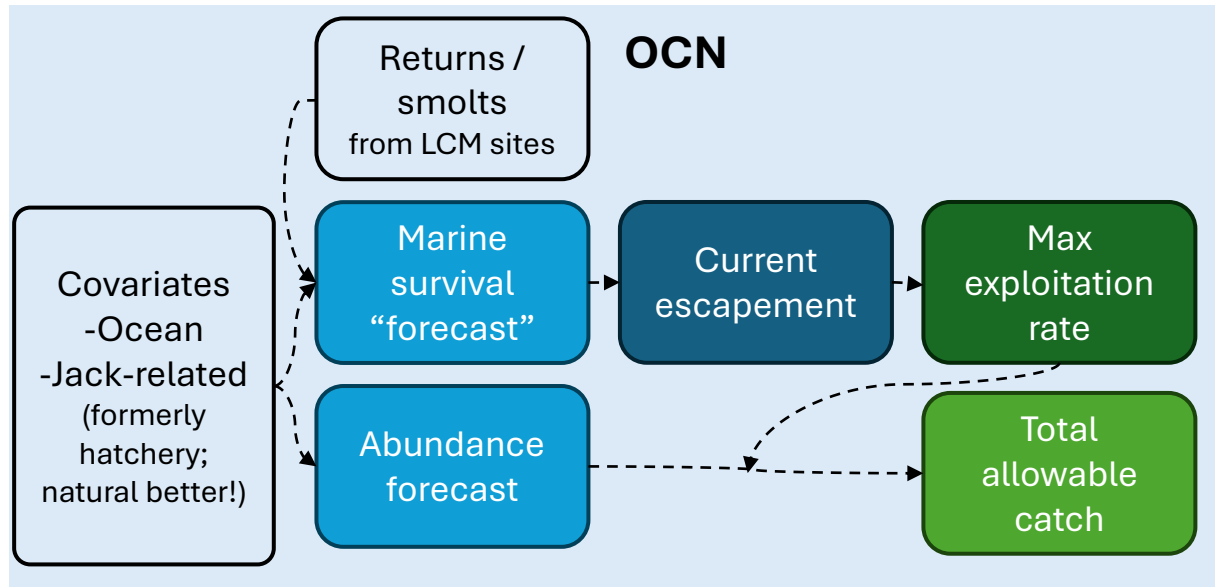 OCN
Returns /
smolts
from LCM sites
Covariates
-Ocean
-Jack-related
(formerly
hatchery;
natural better!)
Marine
survival
“forecast”
Current
escapement
Max
exploitation
rate
Abundance
forecast
Total
allowable
catch